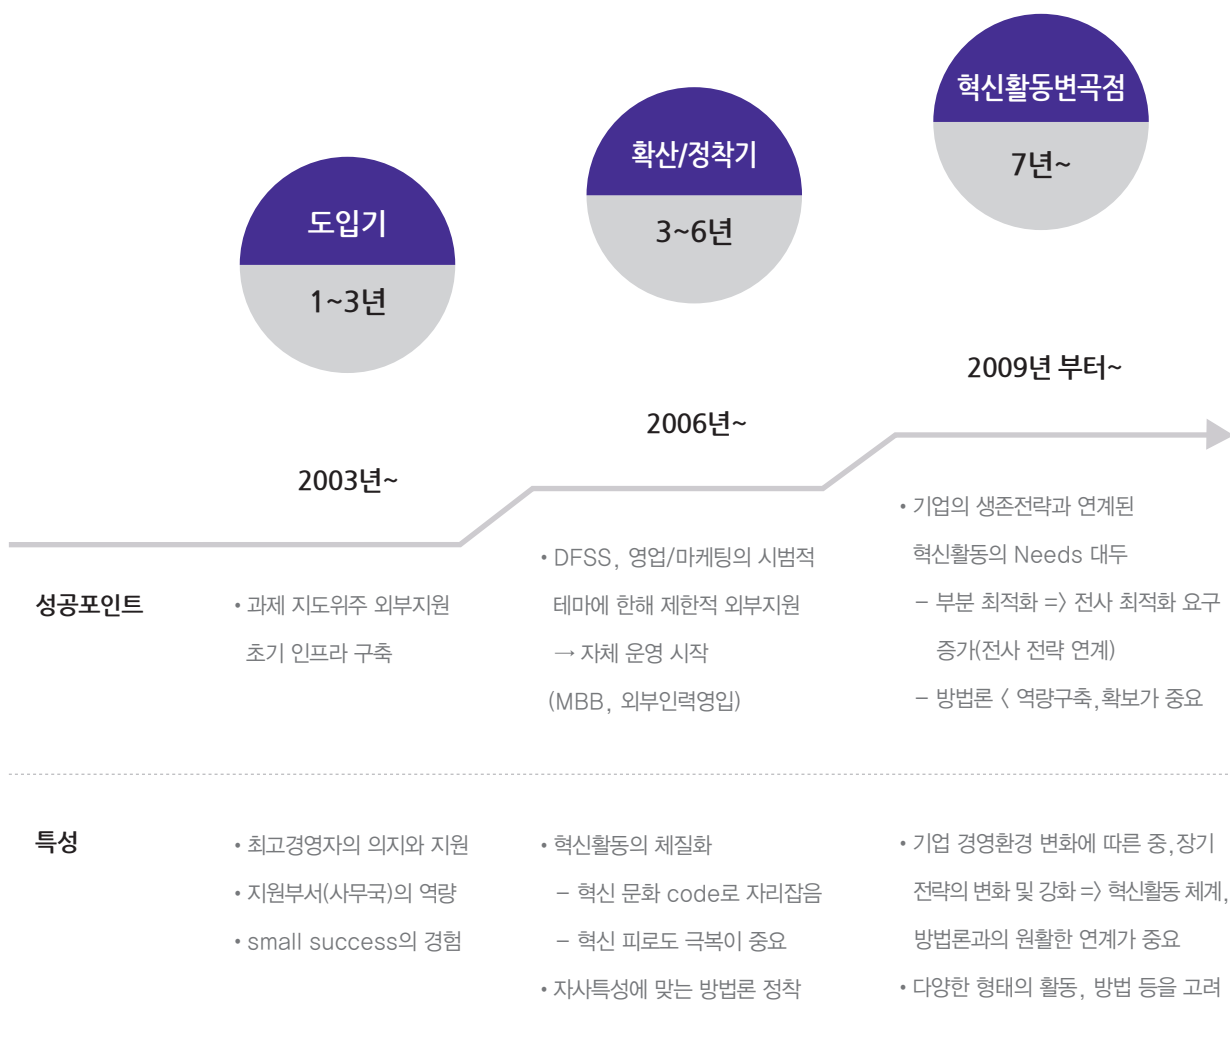 도입기
1~3년
2003년~
확산/정착기
3~6년
2006년~
혁신활동변곡점
7년~
2009년 부터~
성공포인트
• 과제 지도위주 외부지원
초기 인프라 구축
• DFSS, 영업/마케팅의 시범적
테마에 한해 제한적 외부지원
→ 자체 운영 시작
(MBB, 외부인력영입)
• 기업의 생존전략과 연계된
혁신활동의 Needs 대두
– 부분 최적화 => 전사 최적화 요구
증가(전사 전략 연계)
– 방법론 < 역량구축,확보가 중요
특성
• 최고경영자의 의지와 지원
• 지원부서(사무국)의 역량
• small success의 경험
• 혁신활동의 체질화
– 혁신 문화 code로 자리잡음
– 혁신 피로도 극복이 중요
• 자사특성에 맞는 방법론 정착
• 기업 경영환경 변화에 따른 중,장기
전략의 변화 및 강화 => 혁신활동 체계,
방법론과의 원활한 연계가 중요
• 다양한 형태의 활동, 방법 등을 고려